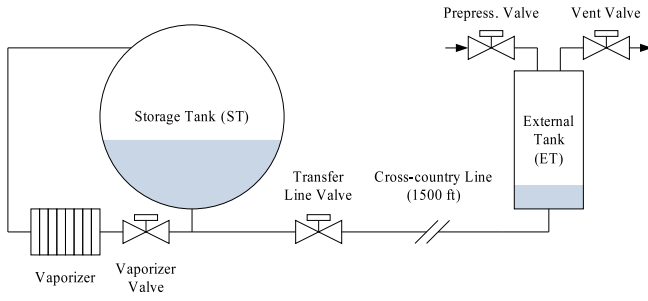 Prepress. Valve
Vent Valve
Storage Tank (ST)
External
Tank
(ET)
Transfer
Line Valve
Cross-country Line
(1500 ft)
Vaporizer
Vaporizer
Valve